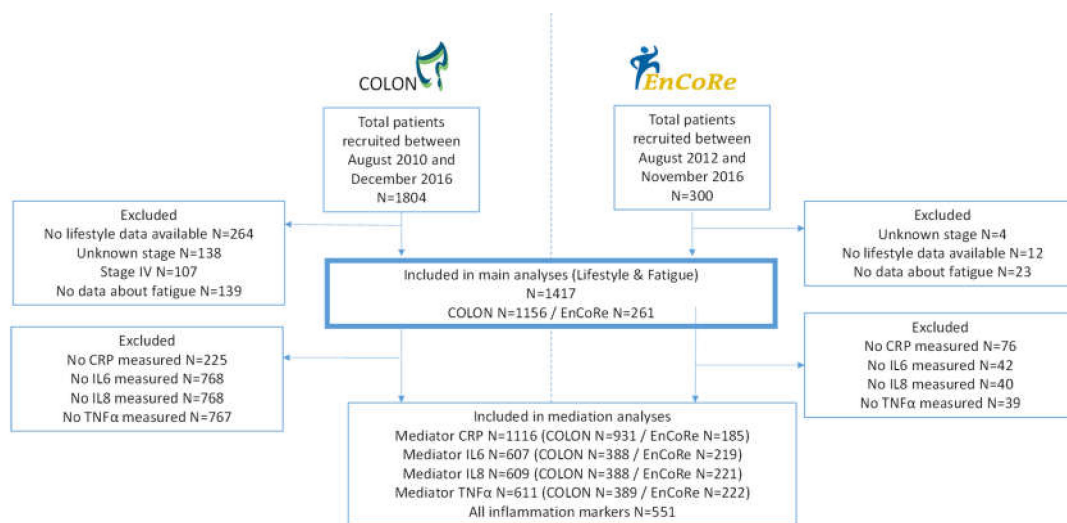 COLON
EnCoRe
Total patients
recruited between
August 2010 and
December 2016
N=1804
Total patients
recruited between
August 2012 and
November 2016
N=300
Excluded
No lifestyle data available N=264
Unknown stage N=138
Stage IV N=107
No data about fatigue N=139
Excluded
Unknown stage N=4
No lifestyle data available N=12
No data about fatigue N=23
Included in main analyses (Lifestyle & Fatigue)
N=1417
COLON N=1156 / EnCoRe N=261
Excluded
No CRP measured N=225
No IL6 measured N=768
No IL8 measured N=768
No TNFα measured N=767
Excluded
No CRP measured N=76
No IL6 measured N=42
No IL8 measured N=40
No TNFα measured N=39
Included in mediation analyses
Mediator CRP N=1116 (COLON N=931 / EnCoRe N=185)
Mediator IL6 N=607 (COLON N=388 / EnCoRe N=219)
Mediator IL8 N=609 (COLON N=388 / EnCoRe N=221)
Mediator TNFα N=611 (COLON N=389 / EnCoRe N=222)
All inflammation markers N=551